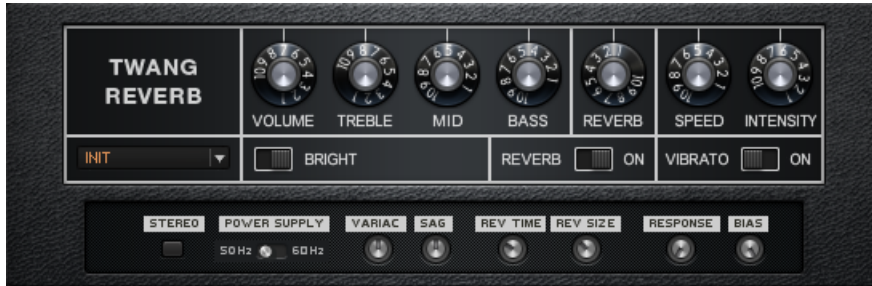 TWANG
REVERB
VOLUME TREBLE MID BASS REVERB SPEED INTENSITY
INIT BRIGHT REVERB ON VIBRATO ON
STEREO POWER SUPPLY VARIAC SAG REV TIME REV SIZE RESPONSE BIAS
50Hz 60Hz